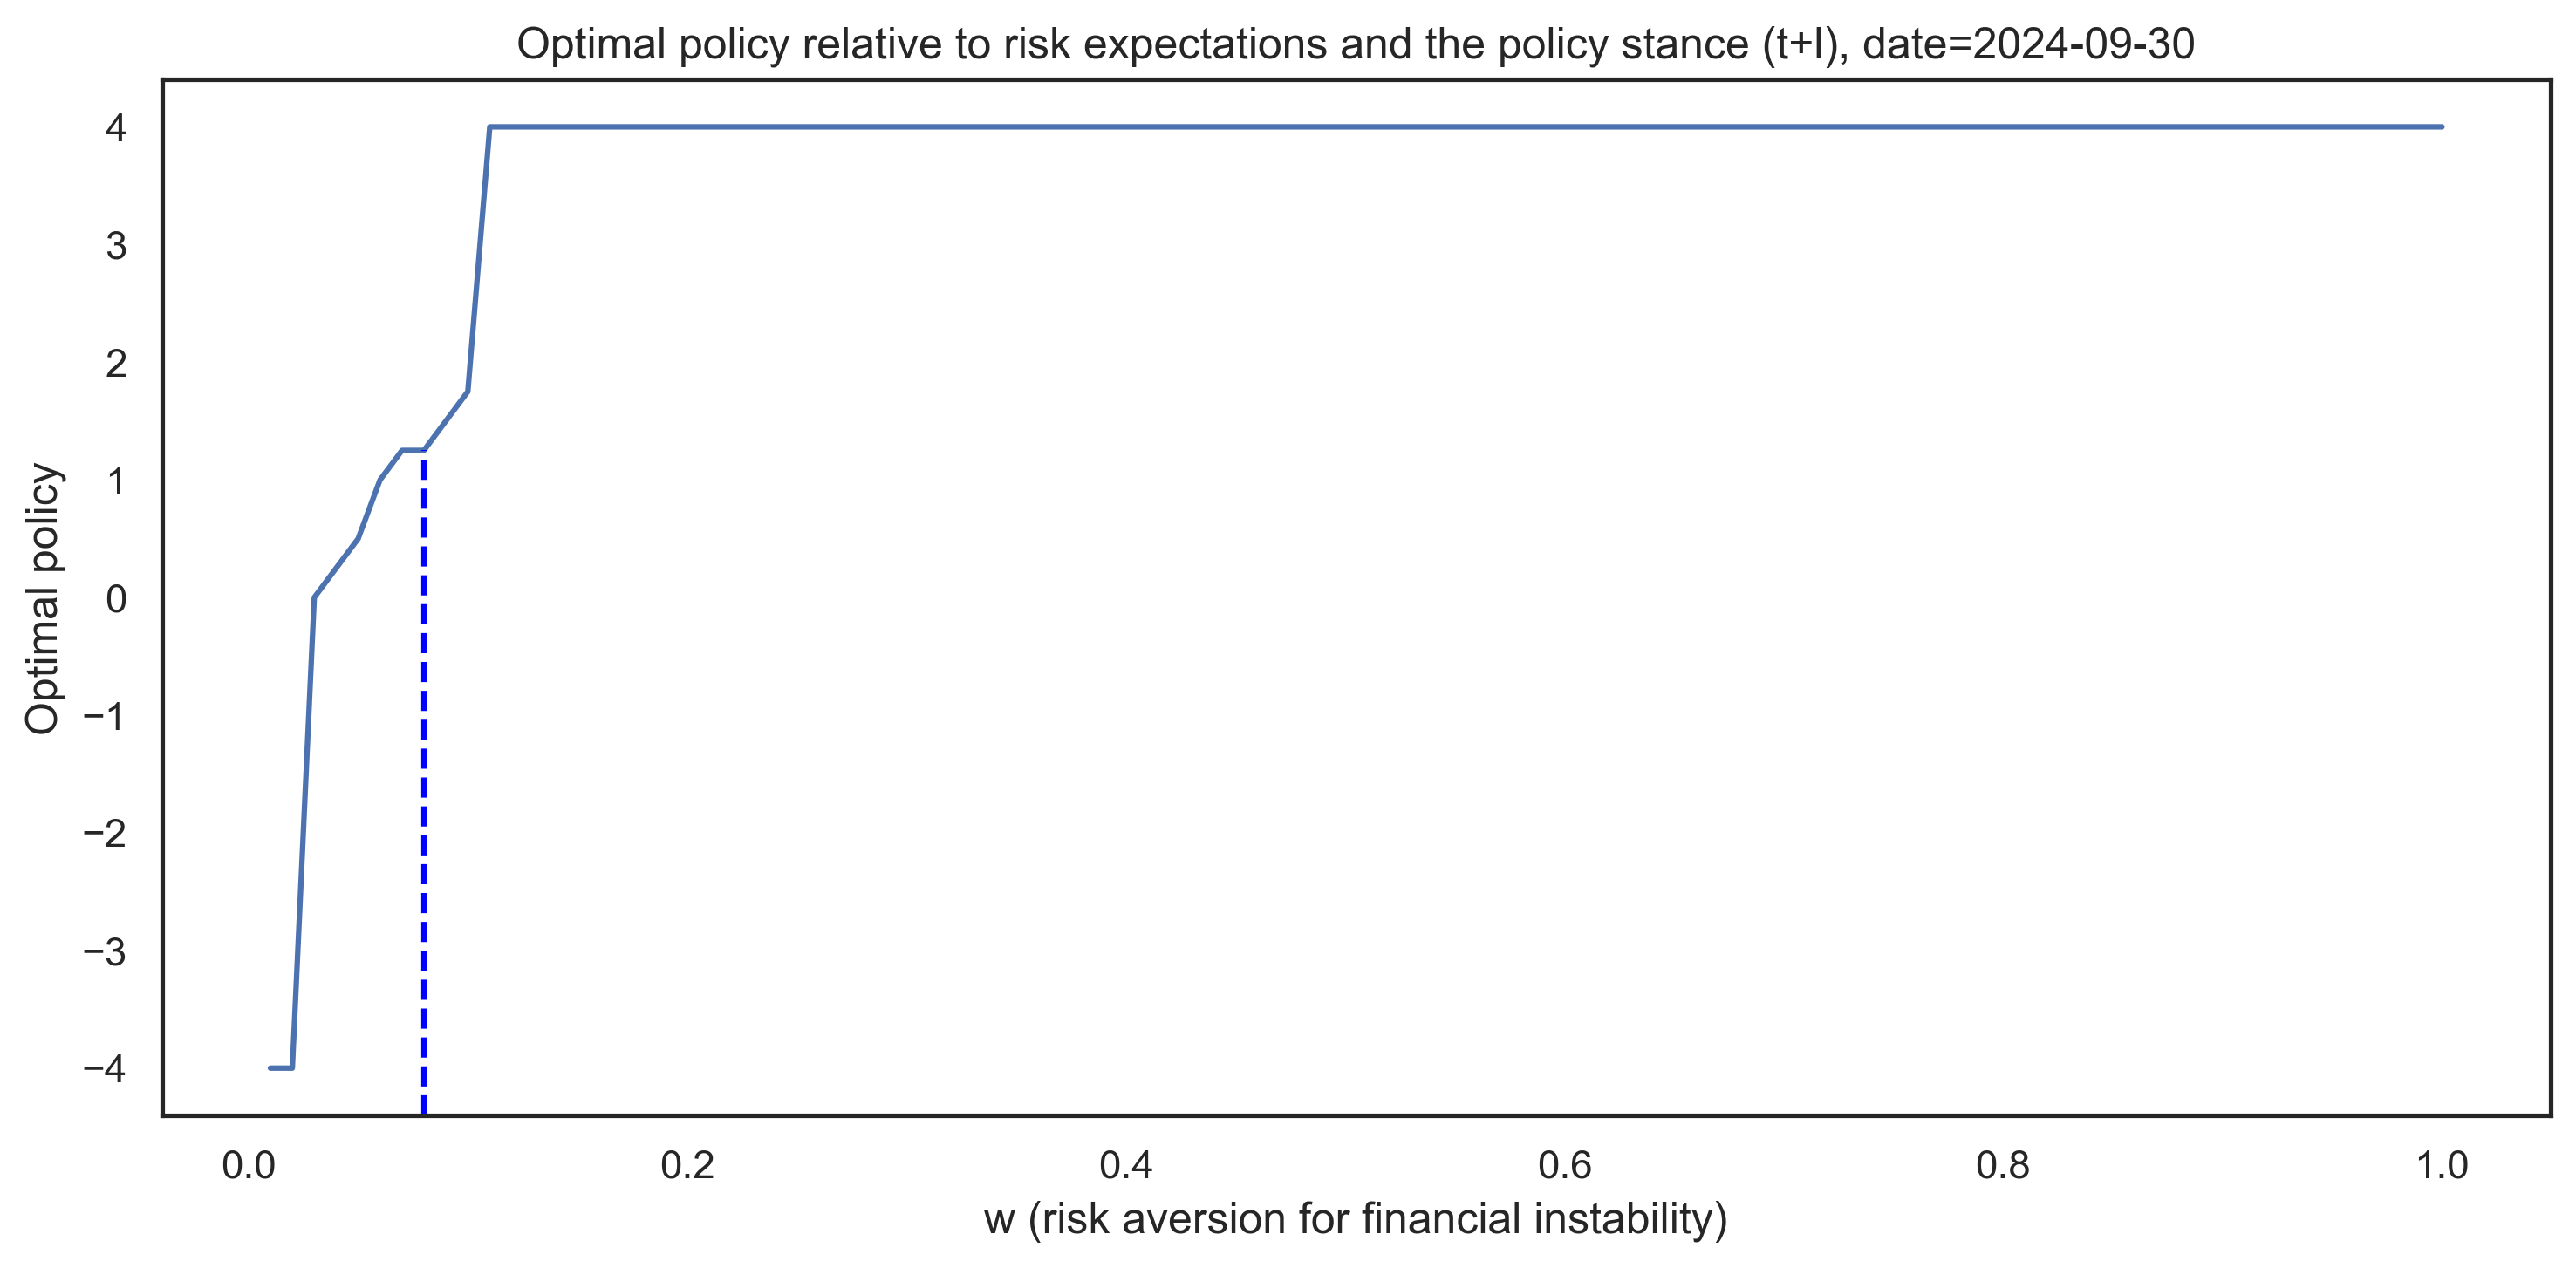 Optimal policy relative to risk expectations and the policy stance (t+l), date=2024-09-30
Optimal policy
4
3
2
1
0
−1
−2
−3
−4
0.0 0.2 0.4 0.6 0.8 1.0
w (risk aversion for financial instability)